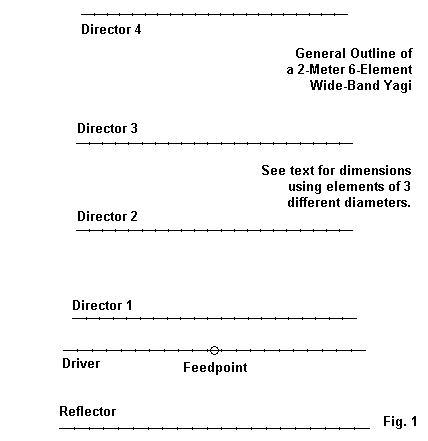 Director 4
General Outline of
a 2-Meter 6-Element
Wide-Band Yagi
Director 3
See text for dimensions
using elements of 3
different diameters.
Director 2
Director 1
Driver
Feedpoint
Reflector
Fig. 1